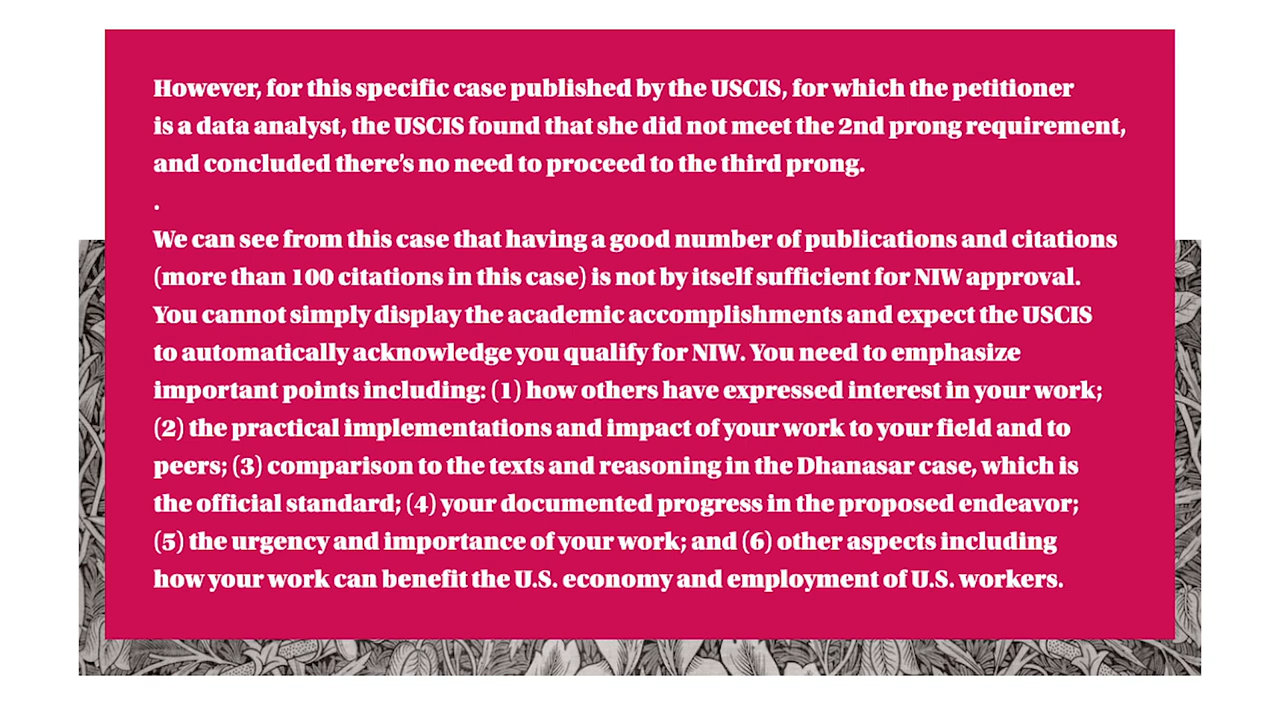 However, for this specific case published by the USCIS, for which the petitioner
is a data analyst, the USCIS found that she did not meet the 2nd prong requirement,
and concluded there's no need to proceed to the third prong.
.
We can see from this case that having a good number of publications and citations
(more than 100 citations in this case) is not by itself sufficient for NIW approval.
You cannot simply display the academic accomplishments and expect the USCIS
to automatically acknowledge you qualify for NIW. You need to emphasize
important points including: (1) how others have expressed interest in your work;
(2) the practical implementations and impact of your work to your field and to
peers; (3) comparison to the texts and reasoning in the Dhanasar case, which is
the official standard; (4) your documented progress in the proposed endeavor;
(5) the urgency and importance of your work; and (6) other aspects including
how your work can benefit the U.S. economy and employment of U.S. workers.